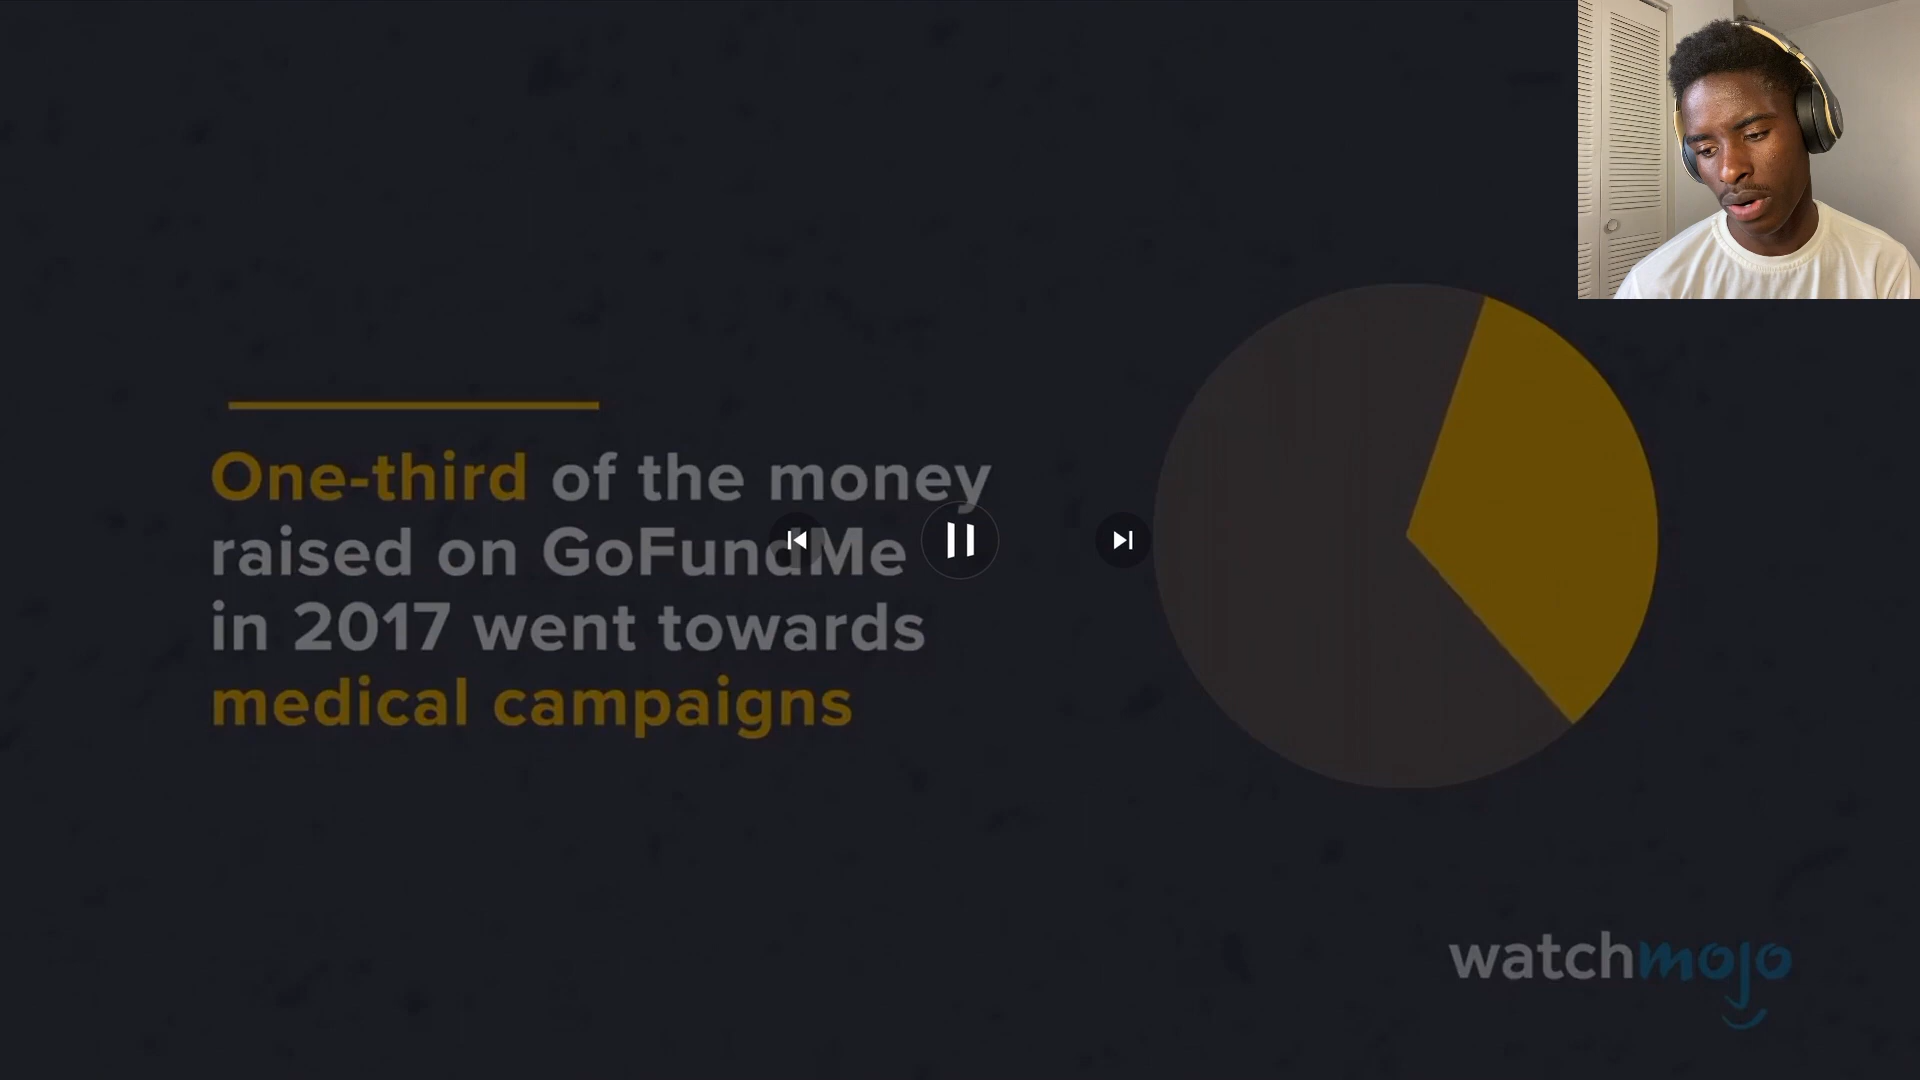 One-third of the money
raised on GoFundMe
in 2017 went towards
medical campaigns
watchmojo